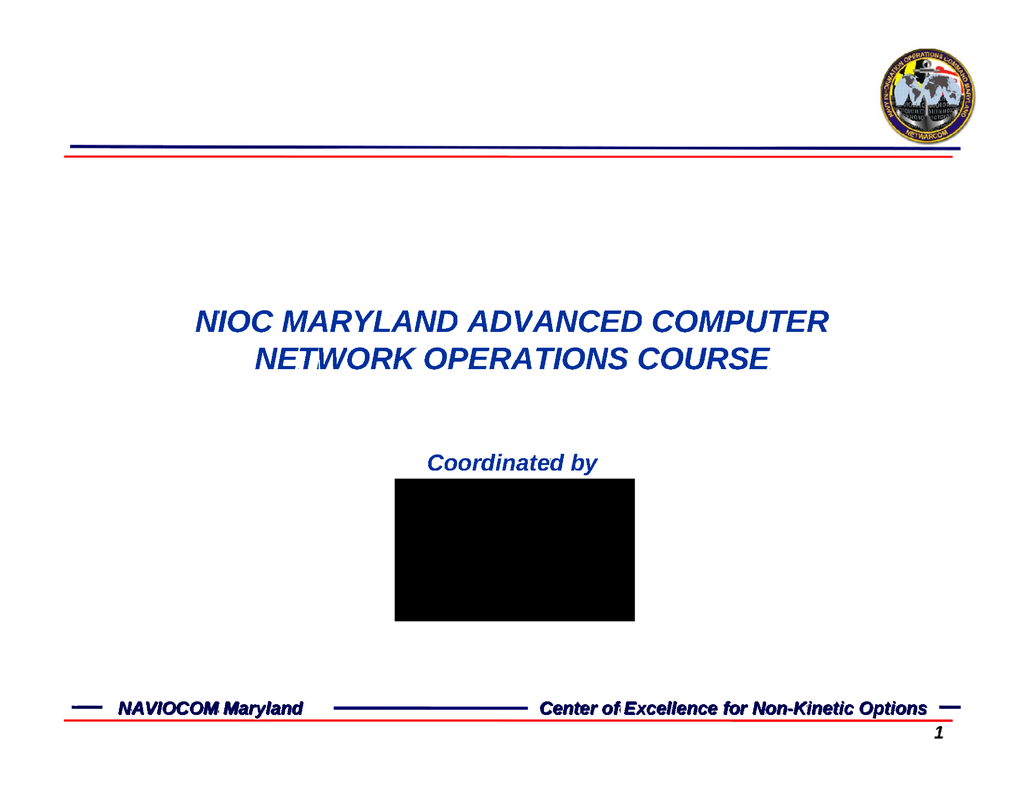 NAVY INFORMATION OPERATIONS COMMAND MARYLAND
NETWARCOM
NIOC MARYLAND ADVANCED COMPUTER
NETWORK OPERATIONS COURSE
Coordinated by
NAVIOCOM Maryland
Center of Excellence for Non-Kinetic Options
1